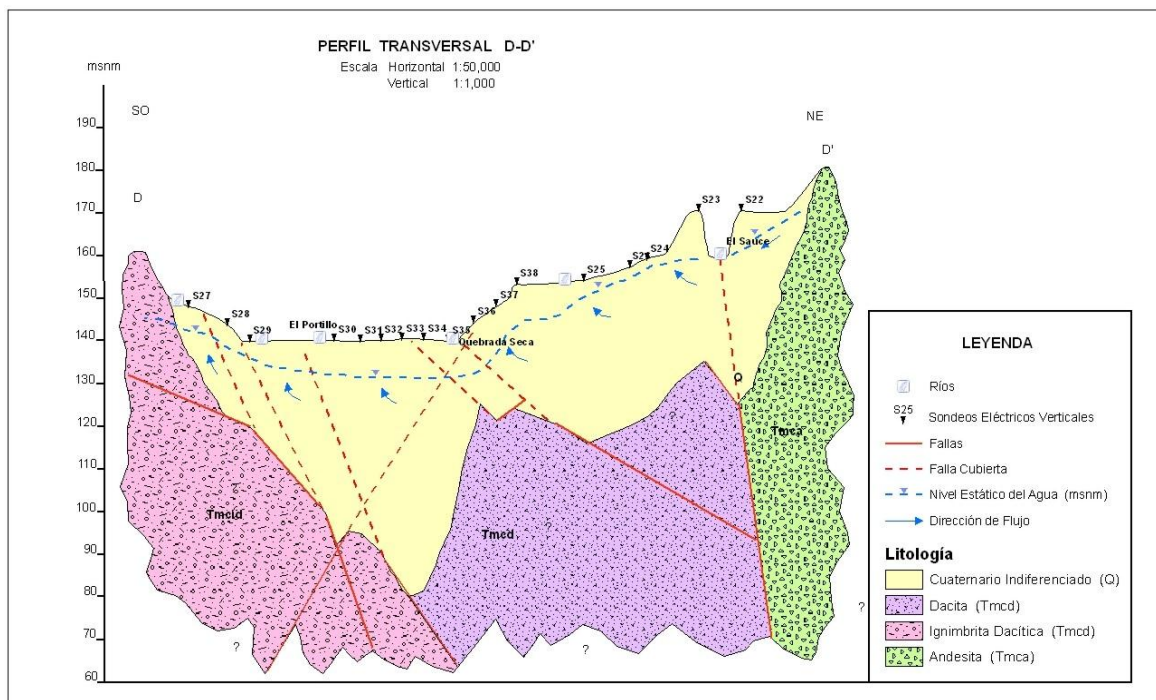 PERFIL TRANSVERSAL D-D'
Escala Horizontal 1:50,000
Vertical 1:1,000
msnm
SO
NE
D'
D
190
180
170
160
150
140
130
120
110
100
90
80
70
60
S23
S22
El Sauce
S24
S25
S38
S37
S36
S27
S28
S29
El Portillo
S30
S31
S32
S33
S34
S35
Quebrada Seca
Q
Tmca
Tmcid
Tmcd
?
?
?
?
?
?
LEYENDA
Ríos
S25
Sondeos Eléctricos Verticales
Fallas
Falla Cubierta
Nivel Estático del Agua (msnm)
Dirección de Flujo
Litología
Cuaternario Indiferenciado (Q)
Dacita (Tmcd)
Ignimbrita Dacítica (Tmcd)
Andesita (Tmca)